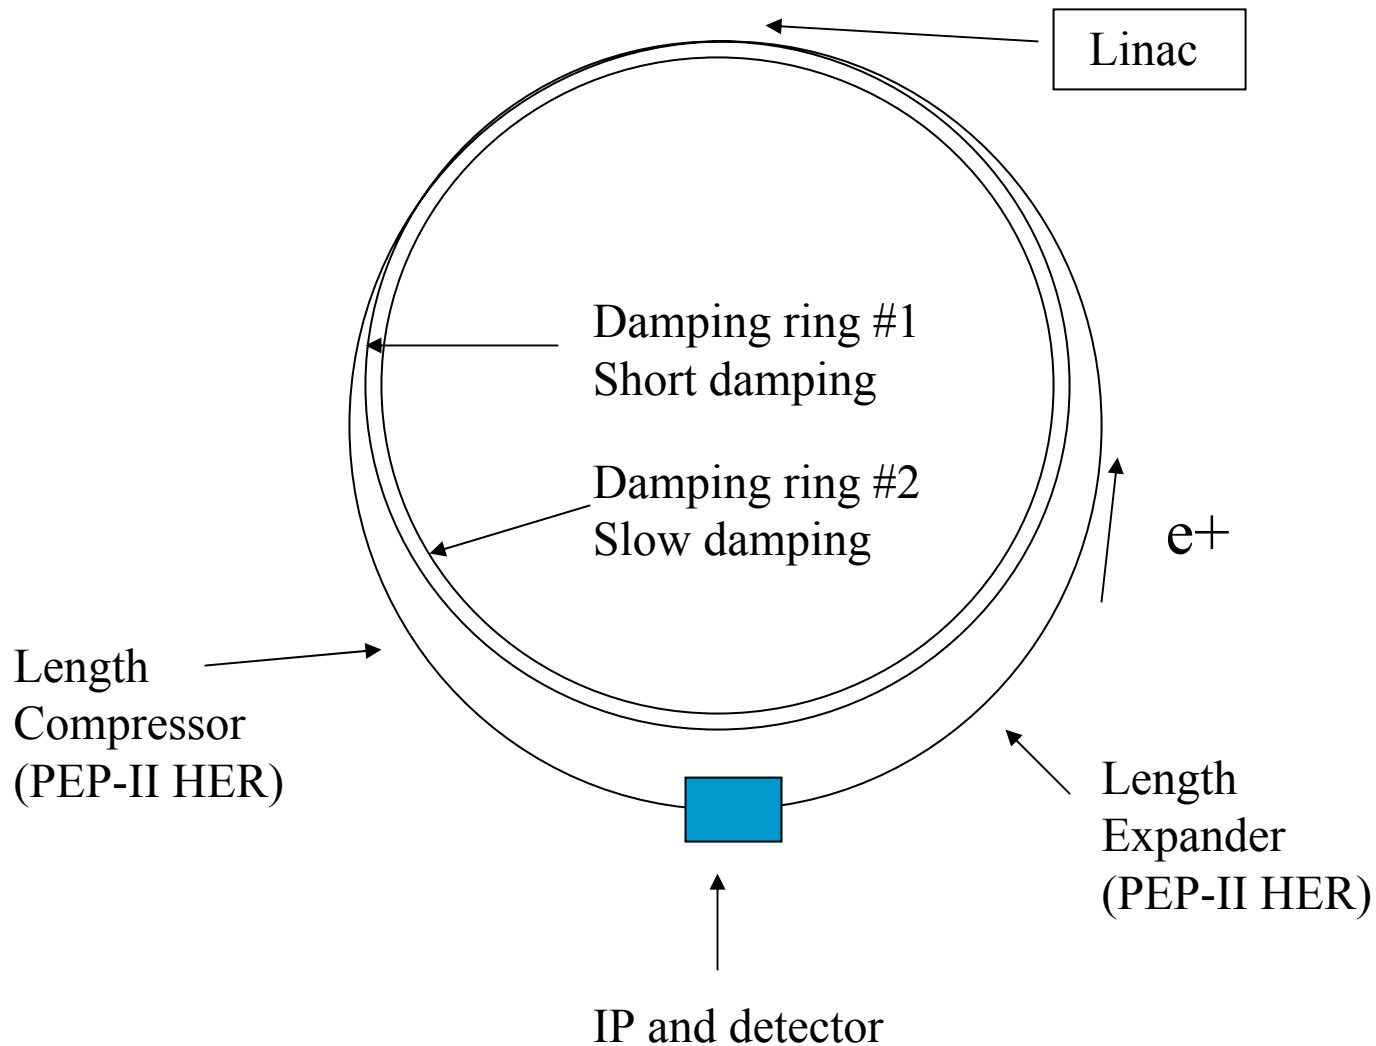 Linac
Damping ring #1
Short damping
Damping ring #2
Slow damping
e+
Length
Compressor
(PEP-II HER)
Length
Expander
(PEP-II HER)
IP and detector